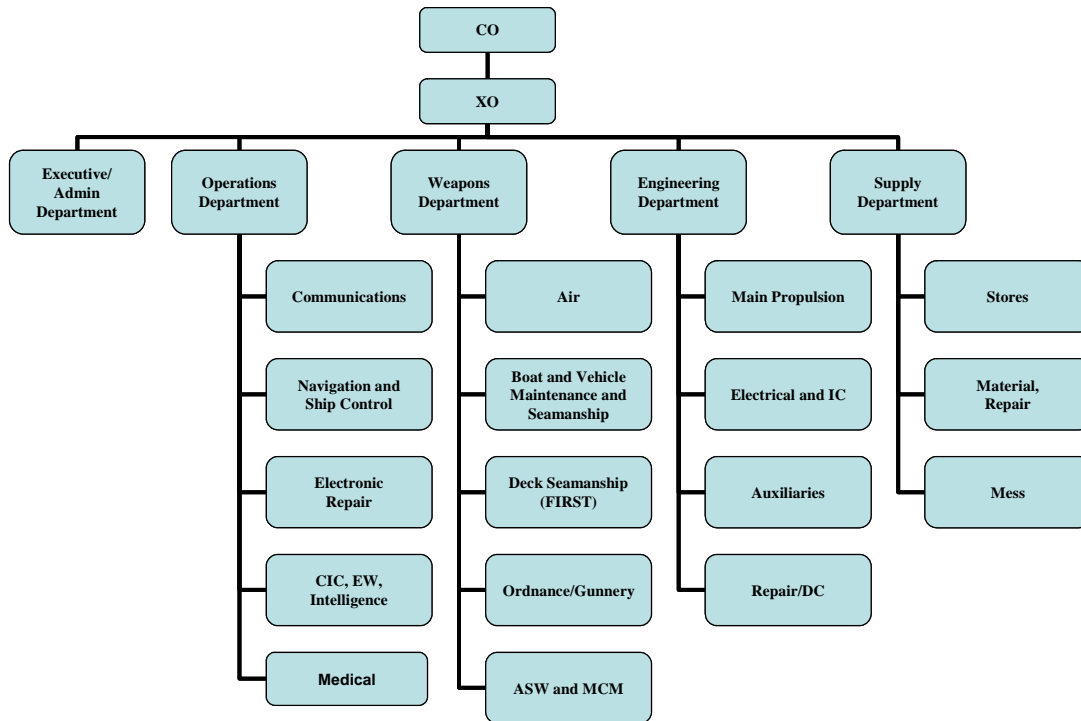 CO
XO
Executive/
Admin
Department
Operations
Department
Weapons
Department
Engineering
Department
Supply
Department
Communications
Air
Main Propulsion
Stores
Navigation and
Ship Control
Boat and Vehicle
Maintenance and
Seamanship
Electrical and IC
Material,
Repair
Electronic
Repair
Deck Seamanship
(FIRST)
Auxiliaries
Mess
CIC, EW,
Intelligence
Ordnance/Gunnery
Repair/DC
Medical
ASW and MCM